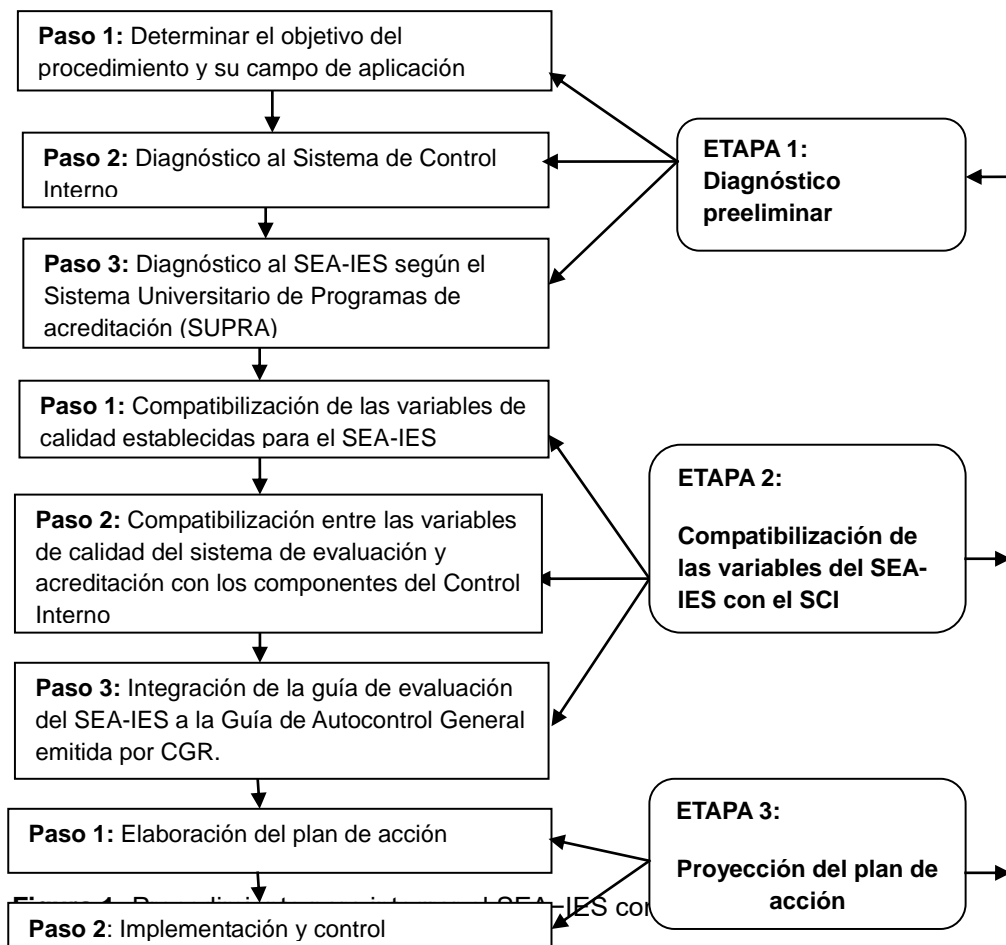 Paso 1: Determinar el objetivo del
procedimiento y su campo de aplicación
Paso 2: Diagnóstico al Sistema de Control
Interno
Paso 3: Diagnóstico al SEA-IES según el
Sistema Universitario de Programas de
acreditación (SUPRA)
ETAPA 1:
Diagnóstico
preeliminar
Paso 1: Compatibilización de las variables de
calidad establecidas para el SEA-IES
Paso 2: Compatibilización entre las variables
de calidad del sistema de evaluación y
acreditación con los componentes del Control
Interno
Paso 3: Integración de la guía de evaluación
del SEA-IES a la Guía de Autocontrol General
emitida por CGR.
ETAPA 2:
Compatibilización de
las variables del SEA-
IES con el SCI
Paso 1: Elaboración del plan de acción
ETAPA 3:
Proyección del plan de
acción
SEA–IES
Paso 2: Implementación y control